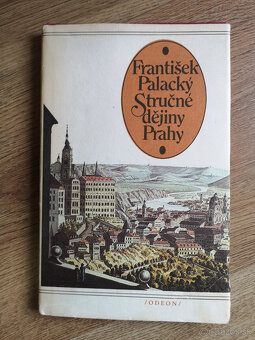 František
Palacký
Stručné
dějiny
Prahy
/ODEON/